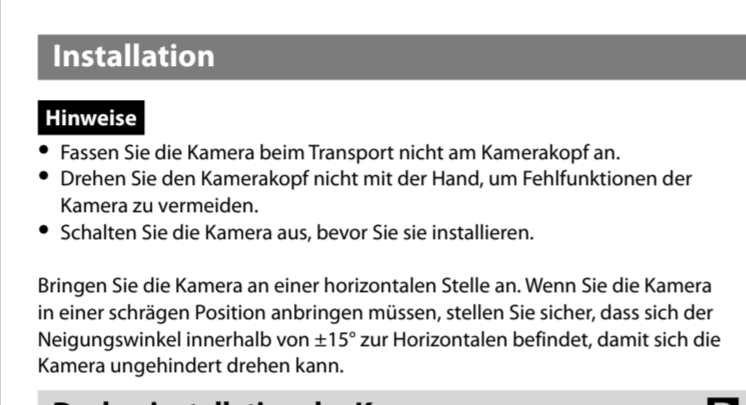 Installation
Hinweise
• Fassen Sie die Kamera beim Transport nicht am Kamerakopf an.
• Drehen Sie den Kamerakopf nicht mit der Hand, um Fehlfunktionen der
Kamera zu vermeiden.
• Schalten Sie die Kamera aus, bevor Sie sie installieren.
Bringen Sie die Kamera an einer horizontalen Stelle an. Wenn Sie die Kamera
in einer schrägen Position anbringen müssen, stellen Sie sicher, dass sich der
Neigungswinkel innerhalb von ±15° zur Horizontalen befindet, damit sich die
Kamera ungehindert drehen kann.